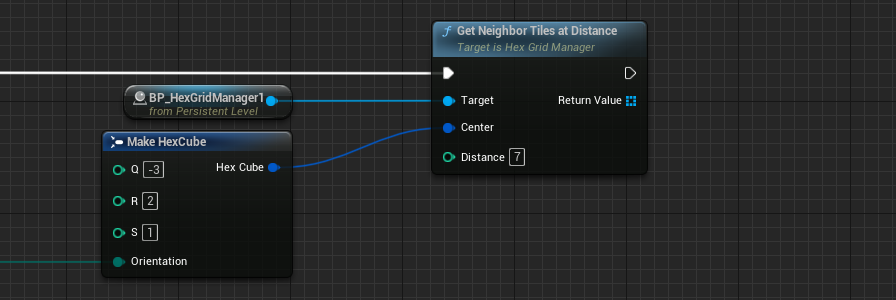 Get Neighbor Tiles at Distance
Target is Hex Grid Manager
BP_HexGridManager1
from Persistent Level
Target
Return Value
Center
Distance 7
Make HexCube
Q -3
Hex Cube
R 2
S 1
Orientation